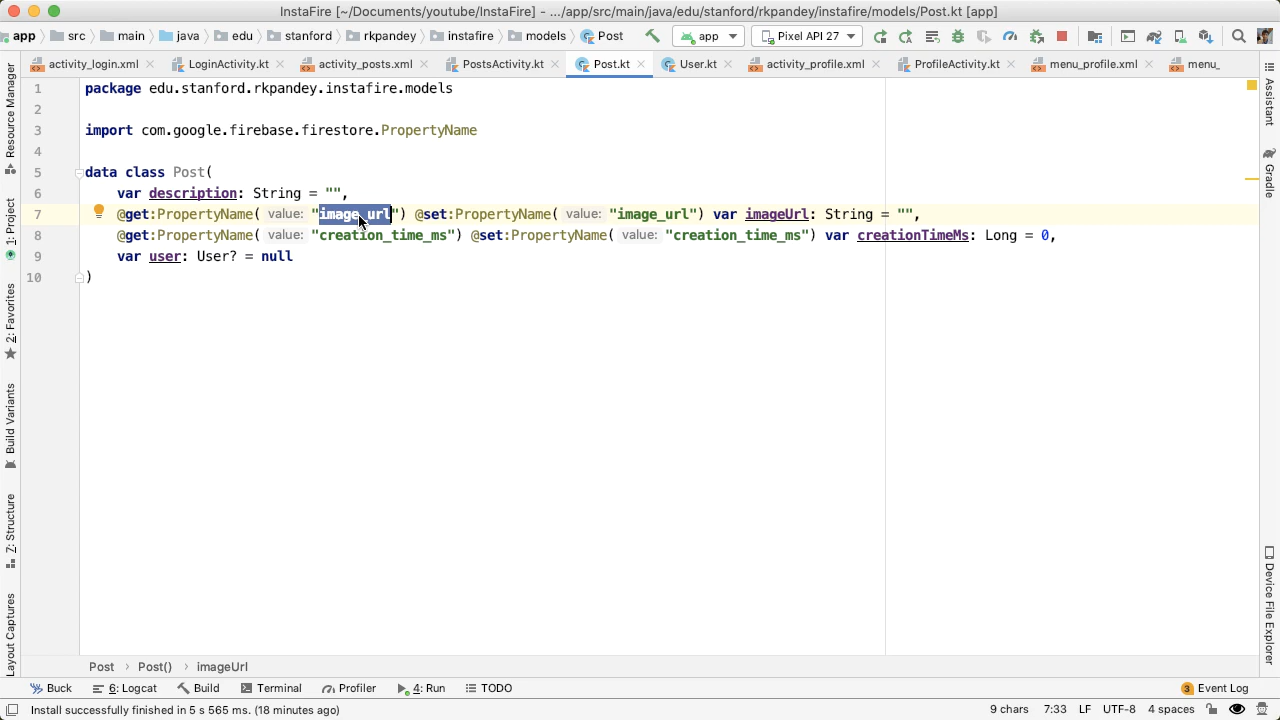 InstaFire [~/Documents/youtube/InstaFire] - .../app/src/main/java/edu/stanford/rkpandey/instafire/models/Post.kt [app]
app src main java edu stanford rkpandey instafire models Post app Pixel API 27
activity_login.xml LoginActivity.kt activity_posts.xml PostsActivity.kt Post.kt User.kt activity_profile.xml ProfileActivity.kt menu_profile.xml menu_
1 package edu.stanford.rkpandey.instafire.models
2
3 import com.google.firebase.firestore.PropertyName
4
5 data class Post(
6 var description: String = "",
7 @get:PropertyName( value: "image_url") @set:PropertyName( value: "image_url") var imageUrl: String = "",
8 @get:PropertyName( value: "creation_time_ms") @set:PropertyName( value: "creation_time_ms") var creationTimeMs: Long = 0,
9 var user: User? = null
10 )
Resource Manager
1: Project
2: Favorites
Build Variants
7: Structure
Layout Captures
Assistant
Gradle
Device File Explorer
Post › Post() › imageUrl
Buck 6: Logcat Build Terminal Profiler 4: Run TODO 3 Event Log
Install successfully finished in 5 s 565 ms. (18 minutes ago) 9 chars 7:33 LF UTF-8 4 spaces